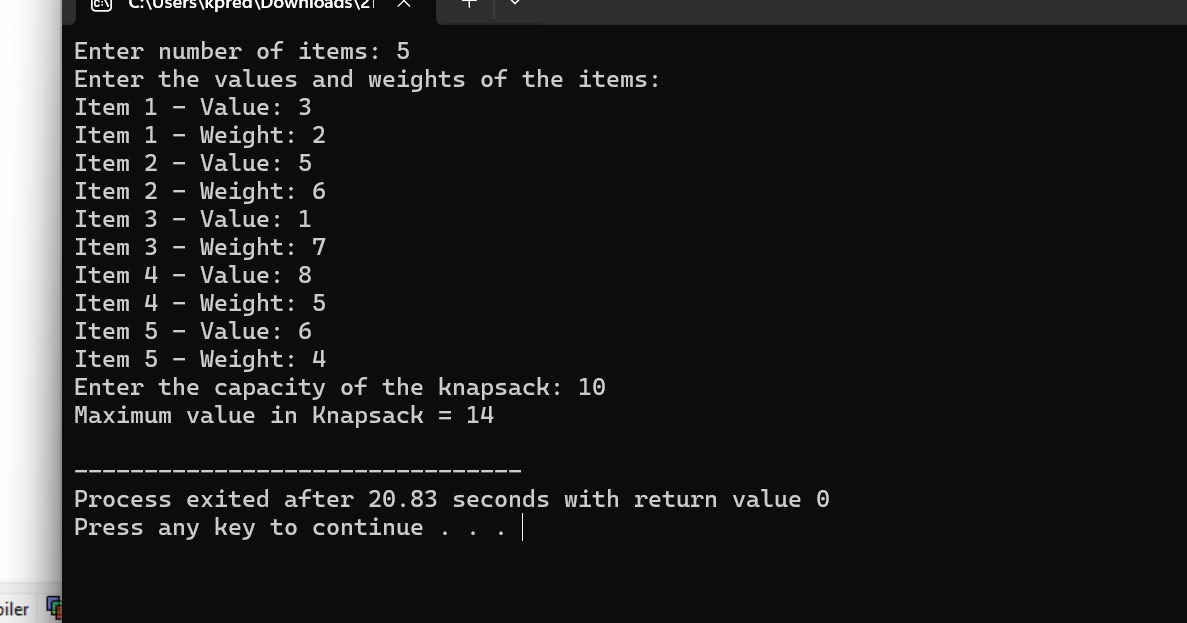 C:\Users\kpred\Downloads\21
Enter number of items: 5
Enter the values and weights of the items:
Item 1 - Value: 3
Item 1 - Weight: 2
Item 2 - Value: 5
Item 2 - Weight: 6
Item 3 - Value: 1
Item 3 - Weight: 7
Item 4 - Value: 8
Item 4 - Weight: 5
Item 5 - Value: 6
Item 5 - Weight: 4
Enter the capacity of the knapsack: 10
Maximum value in Knapsack = 14
--------------------------------
Process exited after 20.83 seconds with return value 0
Press any key to continue . . .
piler